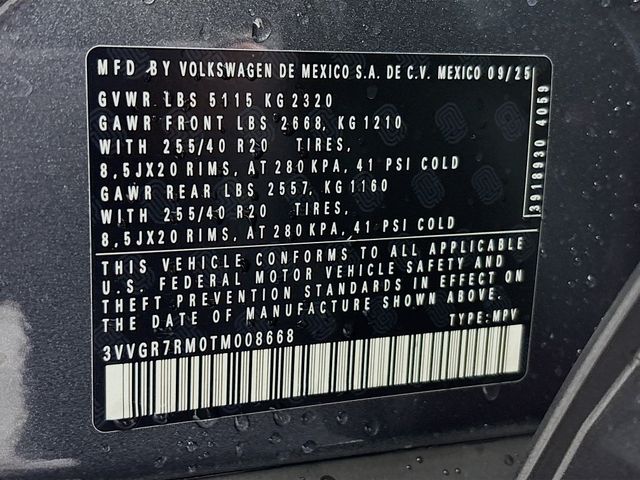 MFD BY VOLKSWAGEN DE MEXICO S.A. DE C.V. MEXICO 09/25
GVWR LBS 5115 KG 2320
GAWR FRONT LBS 2668, KG 1210
WITH 255/40 R20 TIRES,
8,5JX20 RIMS, AT 280 KPA, 41 PSI COLD
GAWR REAR LBS 2557, KG 1160
WITH 255/40 R20 TIRES,
8,5JX20 RIMS, AT 280 KPA, 41 PSI COLD
3918930 4059
THIS VEHICLE CONFORMS TO ALL APPLICABLE
U.S. FEDERAL MOTOR VEHICLE SAFETY AND
THEFT PREVENTION STANDARDS IN EFFECT ON
THE DATE OF MANUFACTURE SHOWN ABOVE.
TYPE: MPV
3VVGR7RM0TM008668